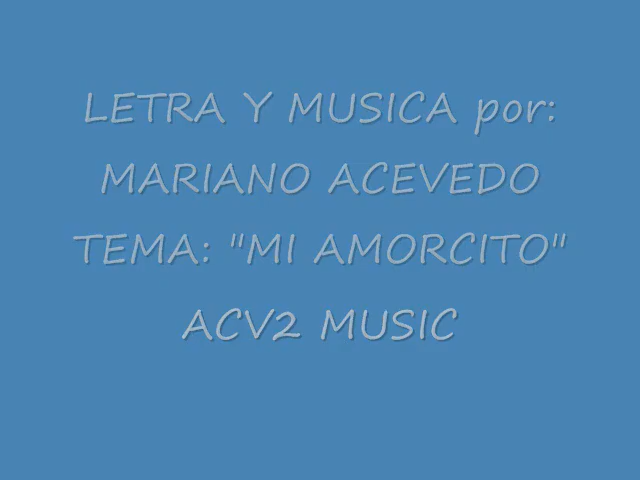 LETRA Y MUSICA por:
MARIANO ACEVEDO
TEMA: "MI AMORCITO"
ACV2 MUSIC